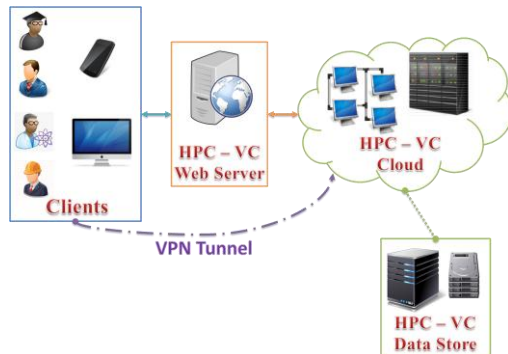 Clients
HPC – VC
Web Server
HPC – VC
Cloud
VPN Tunnel
HPC – VC
Data Store